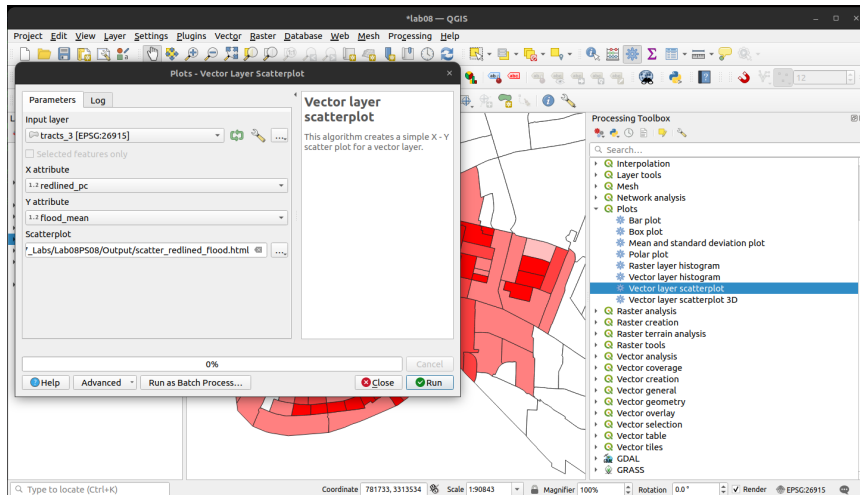 *lab08 — QGIS
Project Edit View Layer Settings Plugins Vector Raster Database Web Mesh Processing Help
Plots - Vector Layer Scatterplot
Parameters Log
Input layer
tracts_3 [EPSG:26915]
Selected features only
X attribute
1.2 redlined_pc
Y attribute
1.2 flood_mean
Scatterplot
'_Labs/Lab08PS08/Output/scatter_redlined_flood.html
Vector layer
scatterplot
This algorithm creates a simple X - Y
scatter plot for a vector layer.
0%
Cancel
Help Advanced Run as Batch Process... Close Run
12
Processing Toolbox
Search...
Interpolation
Layer tools
Mesh
Network analysis
Plots
Bar plot
Box plot
Mean and standard deviation plot
Polar plot
Raster layer histogram
Vector layer histogram
Vector layer scatterplot
Vector layer scatterplot 3D
Raster analysis
Raster creation
Raster terrain analysis
Raster tools
Vector analysis
Vector coverage
Vector creation
Vector general
Vector geometry
Vector overlay
Vector selection
Vector table
Vector tiles
GDAL
GRASS
Type to locate (Ctrl+K) Coordinate 781733, 3313534 Scale 1:90843 Magnifier 100% Rotation 0.0° Render EPSG:26915